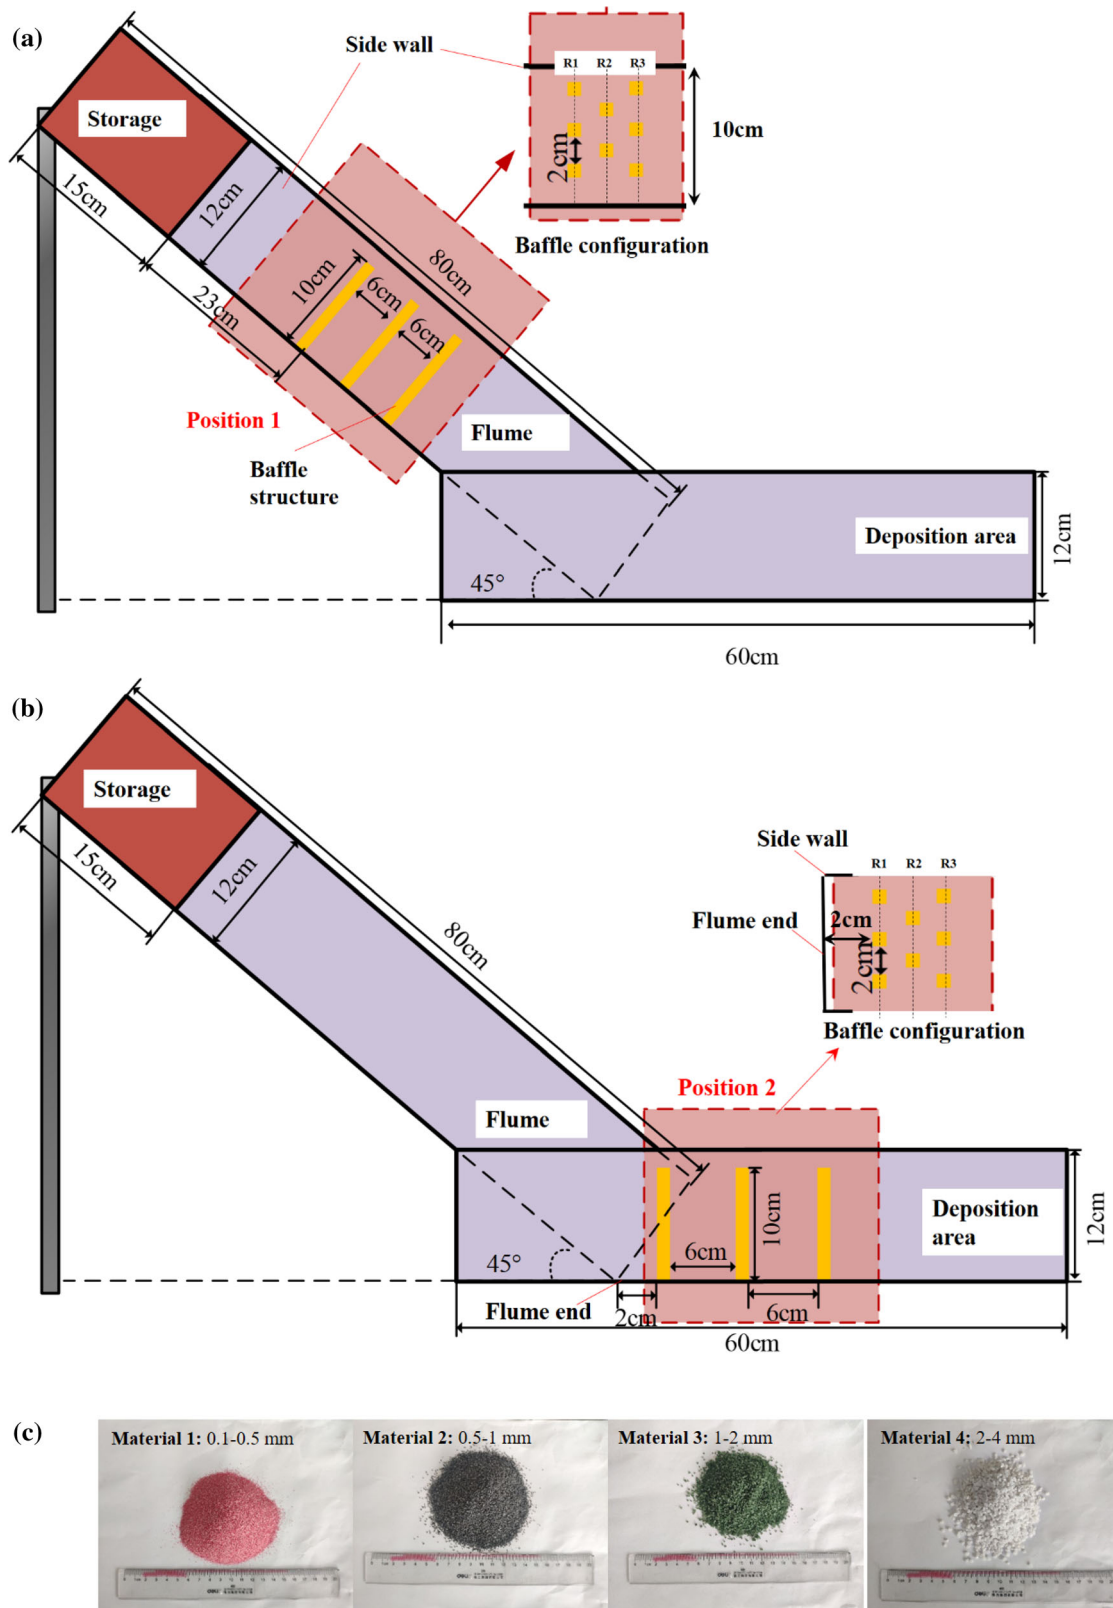 (a)
Side wall
R1 R2 R3
Storage
10cm
2cm
15cm
12cm
Baffle configuration
80cm
10cm
6cm
23cm
6cm
Position 1
Flume
Baffle
structure
Deposition area
12cm
45°
60cm
(b)
Storage
Side wall
R1 R2 R3
15cm
12cm
Flume end
2cm
80cm
2cm
Baffle configuration
Position 2
Flume
10cm
Deposition
area
12cm
6cm
45°
Flume end
2cm
6cm
60cm
(c)
Material 1: 0.1-0.5 mm
Material 2: 0.5-1 mm
Material 3: 1-2 mm
Material 4: 2-4 mm